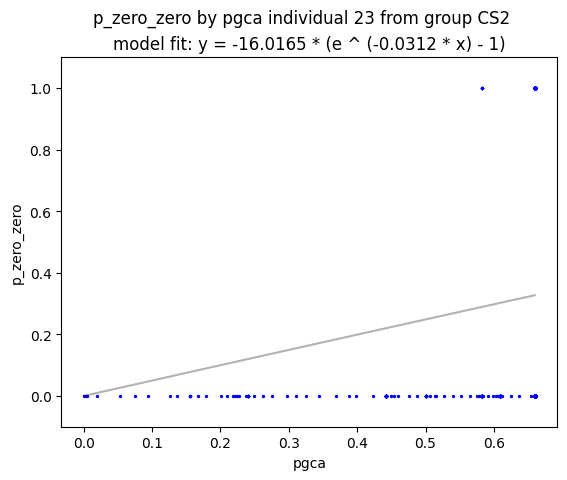 p_zero_zero by pgca individual 23 from group CS2
model fit: y = -16.0165 * (e ^ (-0.0312 * x) - 1)
1.0
0.8
0.6
0.4
0.2
0.0
p_zero_zero
0.0 0.1 0.2 0.3 0.4 0.5 0.6
pgca